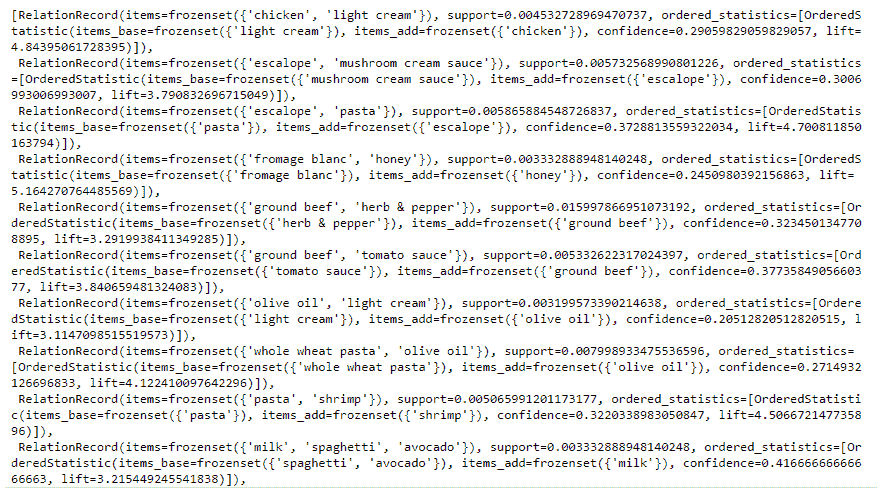 [RelationRecord(items=frozenset({'chicken', 'light cream'}), support=0.004532728969470737, ordered_statistics=[OrderedS
tatistic(items_base=frozenset({'light cream'}), items_add=frozenset({'chicken'}), confidence=0.29059829059829057, lift=
4.84395061728395)]),
 RelationRecord(items=frozenset({'escalope', 'mushroom cream sauce'}), support=0.005732568990801226, ordered_statistics
=[OrderedStatistic(items_base=frozenset({'mushroom cream sauce'}), items_add=frozenset({'escalope'}), confidence=0.3006
993006993007, lift=3.790832696715049)]),
 RelationRecord(items=frozenset({'escalope', 'pasta'}), support=0.005865884548726837, ordered_statistics=[OrderedStatis
tic(items_base=frozenset({'pasta'}), items_add=frozenset({'escalope'}), confidence=0.3728813559322034, lift=4.700811850
163794)]),
 RelationRecord(items=frozenset({'fromage blanc', 'honey'}), support=0.003332888948140248, ordered_statistics=[OrderedS
tatistic(items_base=frozenset({'fromage blanc'}), items_add=frozenset({'honey'}), confidence=0.2450980392156863, lift=
5.164270764485569)]),
 RelationRecord(items=frozenset({'ground beef', 'herb & pepper'}), support=0.015997866951073192, ordered_statistics=[Or
deredStatistic(items_base=frozenset({'herb & pepper'}), items_add=frozenset({'ground beef'}), confidence=0.323450134770
8895, lift=3.2919938411349285)]),
 RelationRecord(items=frozenset({'ground beef', 'tomato sauce'}), support=0.005332622317024397, ordered_statistics=[Ord
eredStatistic(items_base=frozenset({'tomato sauce'}), items_add=frozenset({'ground beef'}), confidence=0.37735849056603
77, lift=3.840659481324083)]),
 RelationRecord(items=frozenset({'olive oil', 'light cream'}), support=0.003199573390214638, ordered_statistics=[Ordere
dStatistic(items_base=frozenset({'light cream'}), items_add=frozenset({'olive oil'}), confidence=0.20512820512820515, l
ift=3.1147098515519573)]),
 RelationRecord(items=frozenset({'whole wheat pasta', 'olive oil'}), support=0.007998933475536596, ordered_statistics=
[OrderedStatistic(items_base=frozenset({'whole wheat pasta'}), items_add=frozenset({'olive oil'}), confidence=0.2714932
126696833, lift=4.122410097642296)]),
 RelationRecord(items=frozenset({'pasta', 'shrimp'}), support=0.005065991201173177, ordered_statistics=[OrderedStatisti
c(items_base=frozenset({'pasta'}), items_add=frozenset({'shrimp'}), confidence=0.3220338983050847, lift=4.5066721477358
96)]),
 RelationRecord(items=frozenset({'milk', 'spaghetti', 'avocado'}), support=0.003332888948140248, ordered_statistics=[Or
deredStatistic(items_base=frozenset({'spaghetti', 'avocado'}), items_add=frozenset({'milk'}), confidence=0.416666666666
66663, lift=3.215449245541838)]),